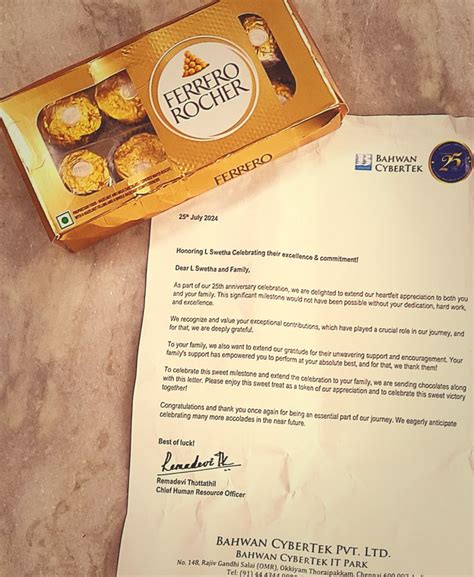 FERRERO
ROCHER
FERRERO
BAHWAN
CYBERTEK
25
25th July 2024
Honoring L Swetha Celebrating their excellence & commitment!
Dear L Swetha and Family,
As part of our 25th anniversary celebration, we are delighted to extend our heartfelt appreciation to both you
and your family. This significant milestone would not have been possible without your dedication, hard work,
and excellence.
We recognize and value your exceptional contributions, which have played a crucial role in our journey, and
for that, we are deeply grateful.
To your family, we also want to extend our gratitude for their unwavering support and encouragement. Your
family's support has empowered you to perform at your absolute best, and for that, we thank them!
To celebrate this sweet milestone and extend the celebration to your family, we are sending chocolates along
with this letter. Please enjoy this sweet treat as a token of our appreciation and to celebrate this sweet victory
together!
Congratulations and thank you once again for being an essential part of our journey. We eagerly anticipate
celebrating many more accolades in the near future.
Best of luck!
Remadevi TK
Remadevi Thottathil
Chief Human Resource Officer
BAHWAN CYBERTEK PVT. LTD.
BAHWAN CYBERTEK IT PARK
No. 148, Rajiv Gandhi Salai (OMR), Okkiyam Thoraipakkam, Chennai